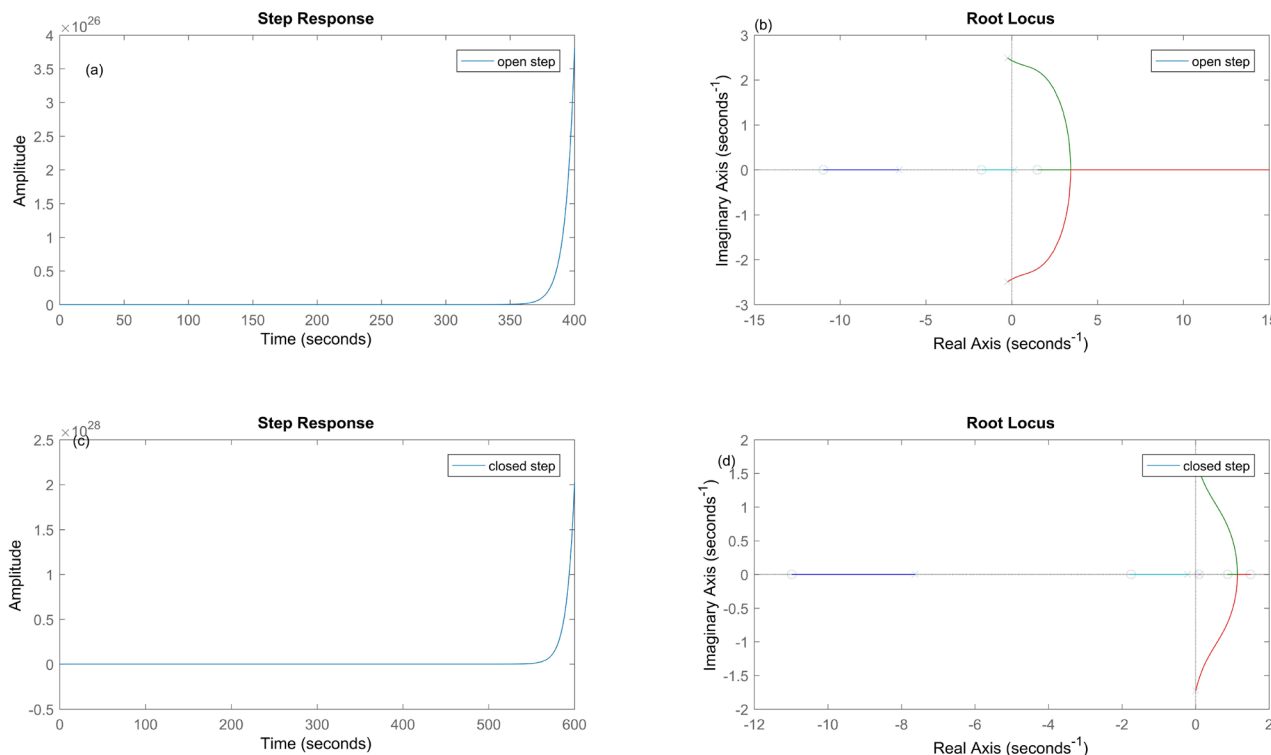 Step Response
×10^26
(a)
open step
4
3.5
3
2.5
2
1.5
1
0.5
0
Amplitude
0 50 100 150 200 250 300 350 400
Time (seconds)
Root Locus
(b)
open step
3
2
1
0
-1
-2
-3
Imaginary Axis (seconds^-1)
-15 -10 -5 0 5 10 15
Real Axis (seconds^-1)
Step Response
×10^28
(c)
closed step
2.5
2
1.5
1
0.5
0
-0.5
Amplitude
0 100 200 300 400 500 600
Time (seconds)
Root Locus
(d)
closed step
2
1.5
1
0.5
0
-0.5
-1
-1.5
-2
Imaginary Axis (seconds^-1)
-12 -10 -8 -6 -4 -2 0 2
Real Axis (seconds^-1)